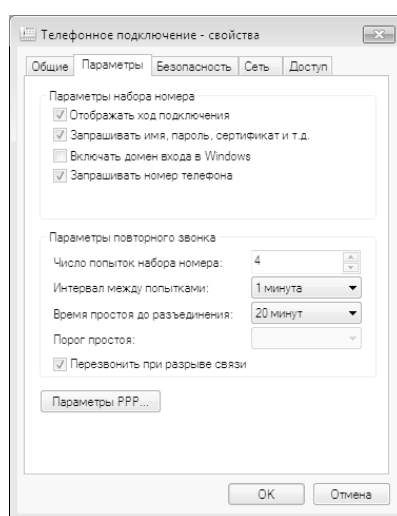 Телефонное подключение - свойства
Общие Параметры Безопасность Сеть Доступ
Параметры набора номера
Отображать ход подключения
Запрашивать имя, пароль, сертификат и т.д.
Включать домен входа в Windows
Запрашивать номер телефона
Параметры повторного звонка
Число попыток набора номера: 4
Интервал между попытками: 1 минута
Время простоя до разъединения: 20 минут
Порог простоя:
Перезвонить при разрыве связи
Параметры PPP...
OK Отмена